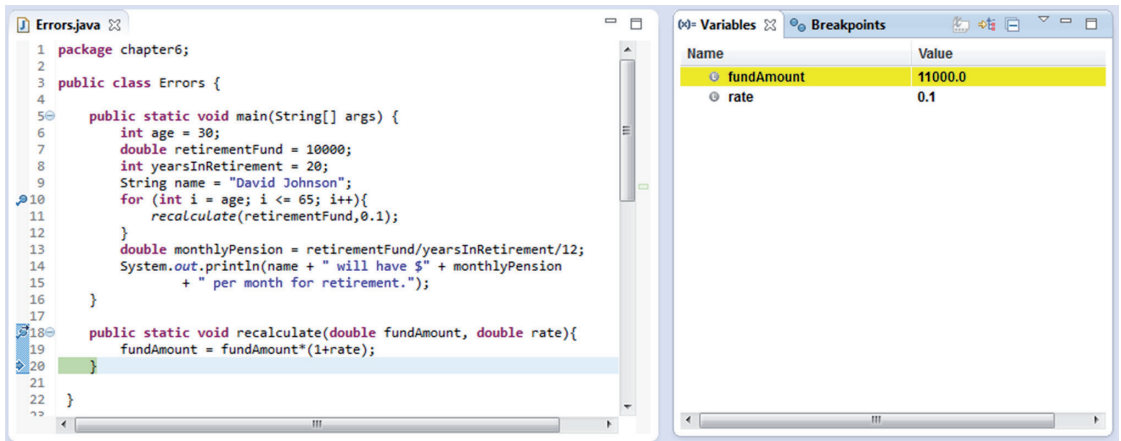 Errors.java
1 package chapter6;
2
3 public class Errors {
4
5 public static void main(String[] args) {
6 int age = 30;
7 double retirementFund = 10000;
8 int yearsInRetirement = 20;
9 String name = "David Johnson";
10 for (int i = age; i <= 65; i++){
11 recalculate(retirementFund,0.1);
12 }
13 double monthlyPension = retirementFund/yearsInRetirement/12;
14 System.out.println(name + " will have $" + monthlyPension
15 + " per month for retirement.");
16 }
17
18 public static void recalculate(double fundAmount, double rate){
19 fundAmount = fundAmount*(1+rate);
20 }
21
22 }
23
(x)= Variables Breakpoints
Name Value
fundAmount 11000.0
rate 0.1